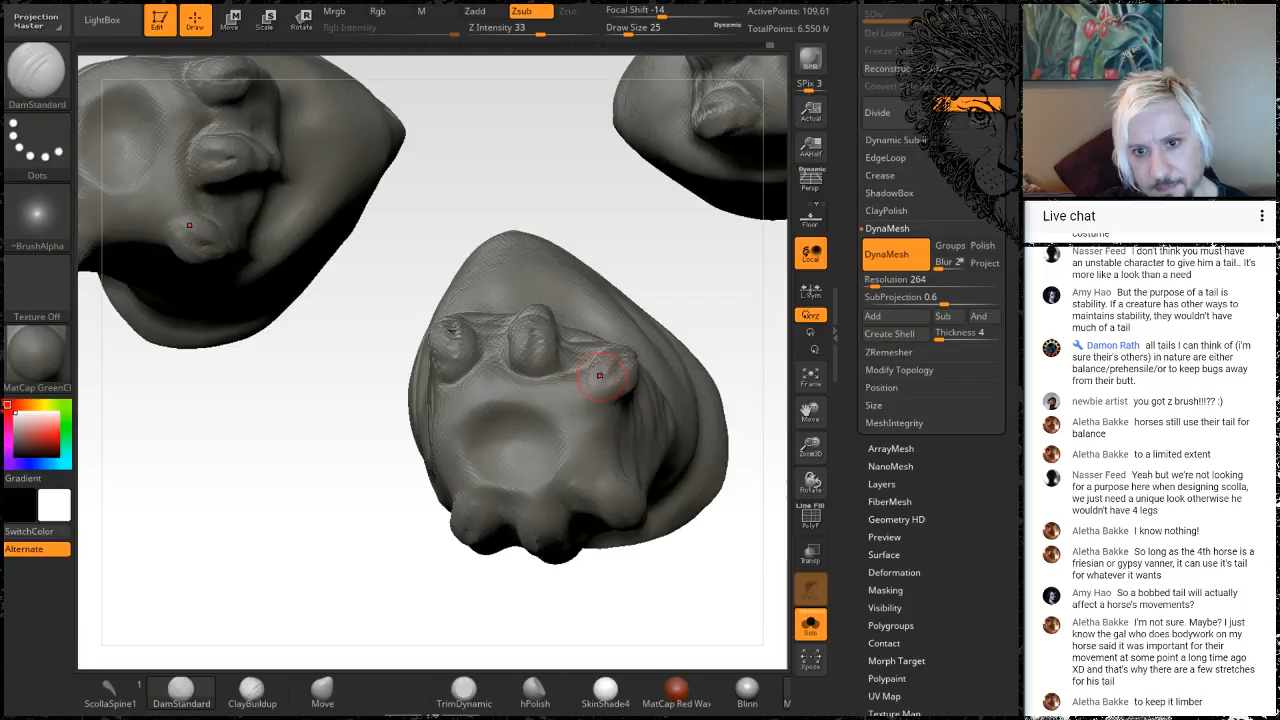 Projection
Master
LightBox
Edit
Draw
Move
Scale
Rotate
Mrgb
Rgb
M
Rgb Intensity
Zadd
Zsub
Zcut
Z Intensity 33
Focal Shift -14
Draw Size 25
Dynamic
ActivePoints: 109.61
TotalPoints: 6.550 M
DamStandard
Dots
~BrushAlpha
Texture Off
MatCap GreenCl
Gradient
SwitchColor
Alternate
BPR
SPix 3
Actual
AAHalf
Dynamic
Persp
Floor
Local
L.Sym
XYZ
Frame
Move
Zoom3D
Rotate
Line Fill
PolyF
Transp
Solo
Xpose
SDiv
Del Lower
Freeze
Reconstruct
Convert
Divide
Dynamic Subdiv
EdgeLoop
Crease
ShadowBox
ClayPolish
DynaMesh
DynaMesh
Groups
Polish
Blur 2
Project
Resolution 264
SubProjection 0.6
Add
Sub
And
Create Shell
Thickness 4
ZRemesher
Modify Topology
Position
Size
MeshIntegrity
ArrayMesh
NanoMesh
Layers
FiberMesh
Geometry HD
Preview
Surface
Deformation
Masking
Visibility
Polygroups
Contact
Morph Target
Polypaint
UV Map
Texture Map
1
ScollaSpine1
DamStandard
ClayBuildup
Move
TrimDynamic
hPolish
SkinShade4
MatCap Red Wax
Blinn
M
Live chat
costume
Nasser Feed I don't think you must have
an unstable character to give him a tail.. it's
more like a look than a need
Amy Hao But the purpose of a tail is
stability. If a creature has other ways to
maintains stability, they wouldn't have
much of a tail
Damon Rath all tails I can think of (i'm
sure their's others) in nature are either
balance/prehensile/or to keep bugs away
from their butt.
newbie artist you got z brush!!!?? :)
Aletha Bakke horses still use their tail for
balance
Aletha Bakke to a limited extent
Nasser Feed Yeah but we're not looking
for a purpose here when designing scolla,
we just need a unique look otherwise he
wouldn't have 4 legs
Aletha Bakke I know nothing!
Aletha Bakke So long as the 4th horse is a
friesian or gypsy vanner, it can use it's tail
for whatever it wants
Amy Hao So a bobbed tail will actually
affect a horse's movements?
Aletha Bakke I'm not sure. Maybe? I just
know the gal who does bodywork on my
horse said it was important for their
movement at some point a long time ago
XD and that's why there are a few stretches
for his tail
Aletha Bakke to keep it limber